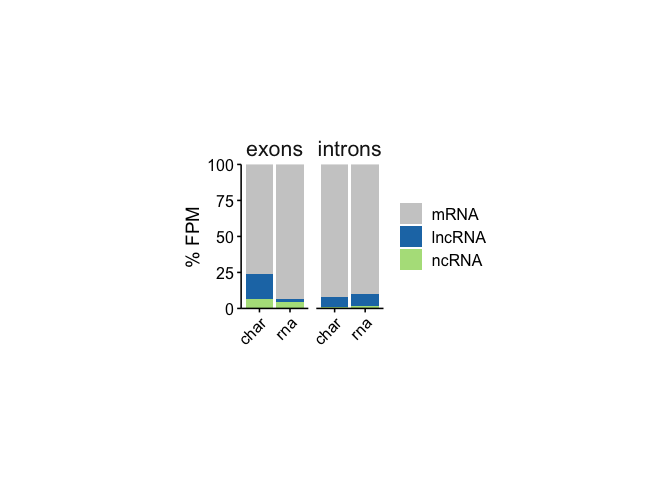 exons introns
% FPM
100
75
50
25
0
char rna char rna
mRNA
lncRNA
ncRNA